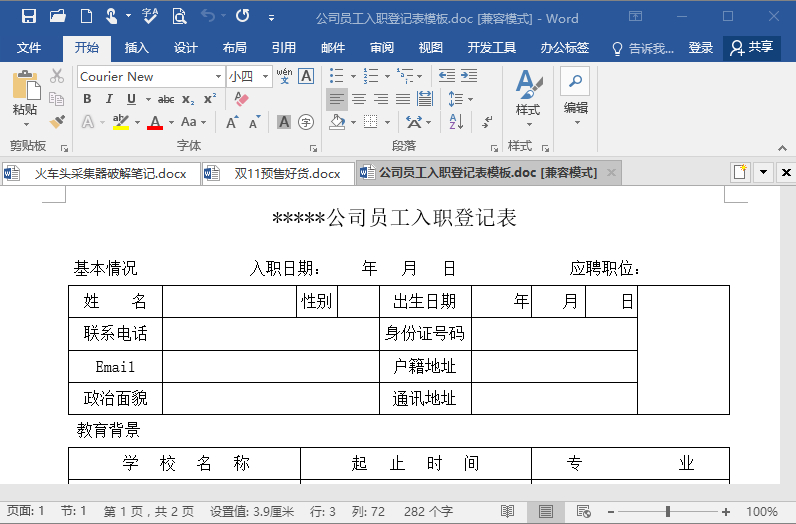 公司员工入职登记表模板.doc [兼容模式] - Word
文件 开始 插入 设计 布局 引用 邮件 审阅 视图 开发工具 办公标签 告诉我... 登录 共享
Courier New 小四 wén A
粘贴 B I U abc x₂ x² 样式 编辑
A aby A Aa A A A 字
剪贴板 字体 段落 样式
火车头采集器破解笔记.docx 双11预售好货.docx 公司员工入职登记表模板.doc [兼容模式]
*****公司员工入职登记表
基本情况 入职日期: 年 月 日 应聘职位:
姓 名 性别 出生日期 年 月 日
联系电话 身份证号码
Email 户籍地址
政治面貌 通讯地址
教育背景
学 校 名 称 起 止 时 间 专 业
页面: 1 节: 1 第 1 页，共 2 页 设置值: 3.9厘米 行: 3 列: 72 282 个字 100%